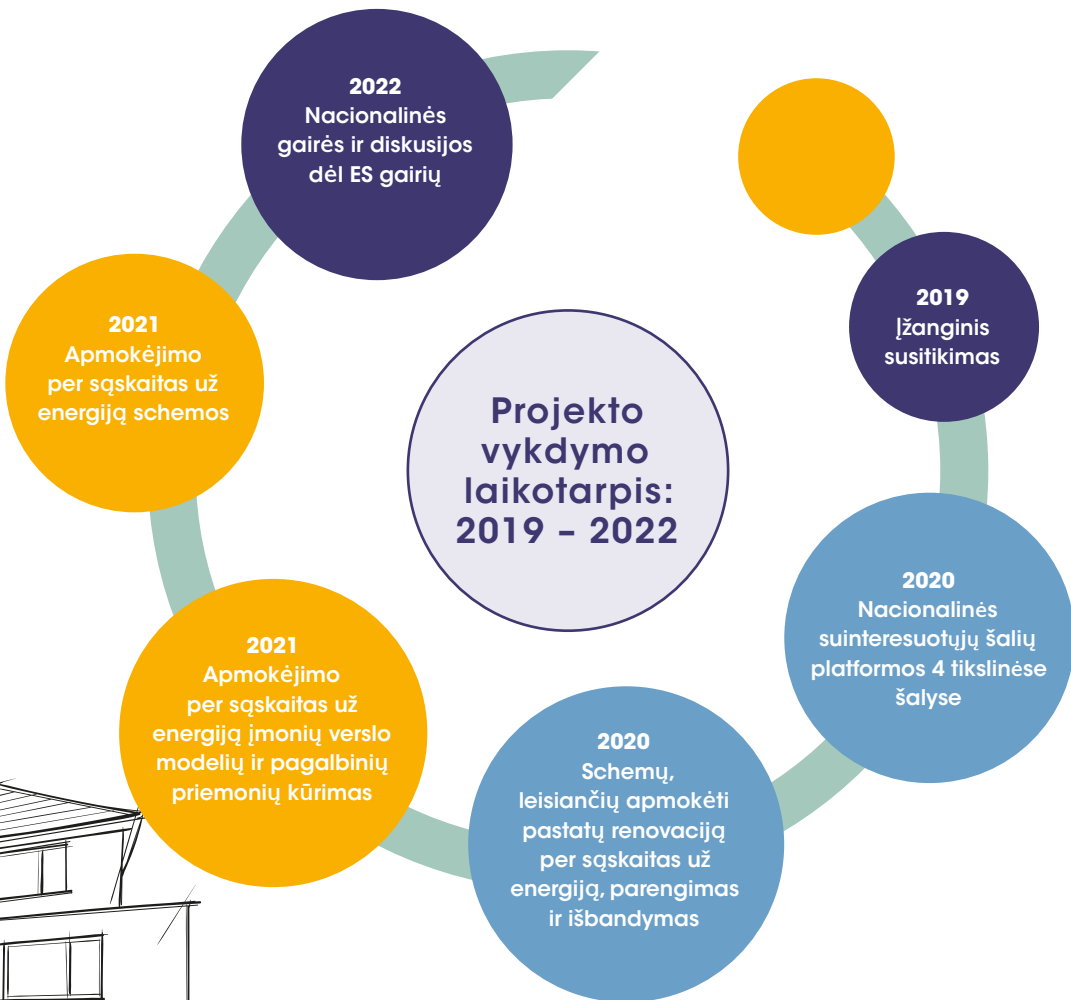 Projekto
vykdymo
laikotarpis:
2019 – 2022
2019
Įžanginis
susitikimas
2020
Nacionalinės
suinteresuotųjų šalių
platformos 4 tikslinėse
šalyse
2020
Schemų,
leisiančių apmokėti
pastatų renovaciją
per sąskaitas už
energiją, parengimas
ir išbandymas
2021
Apmokėjimo
per sąskaitas už
energiją įmonių verslo
modelių ir pagalbinių
priemonių kūrimas
2021
Apmokėjimo
per sąskaitas už
energiją schemos
2022
Nacionalinės
gairės ir diskusijos
dėl ES gairių